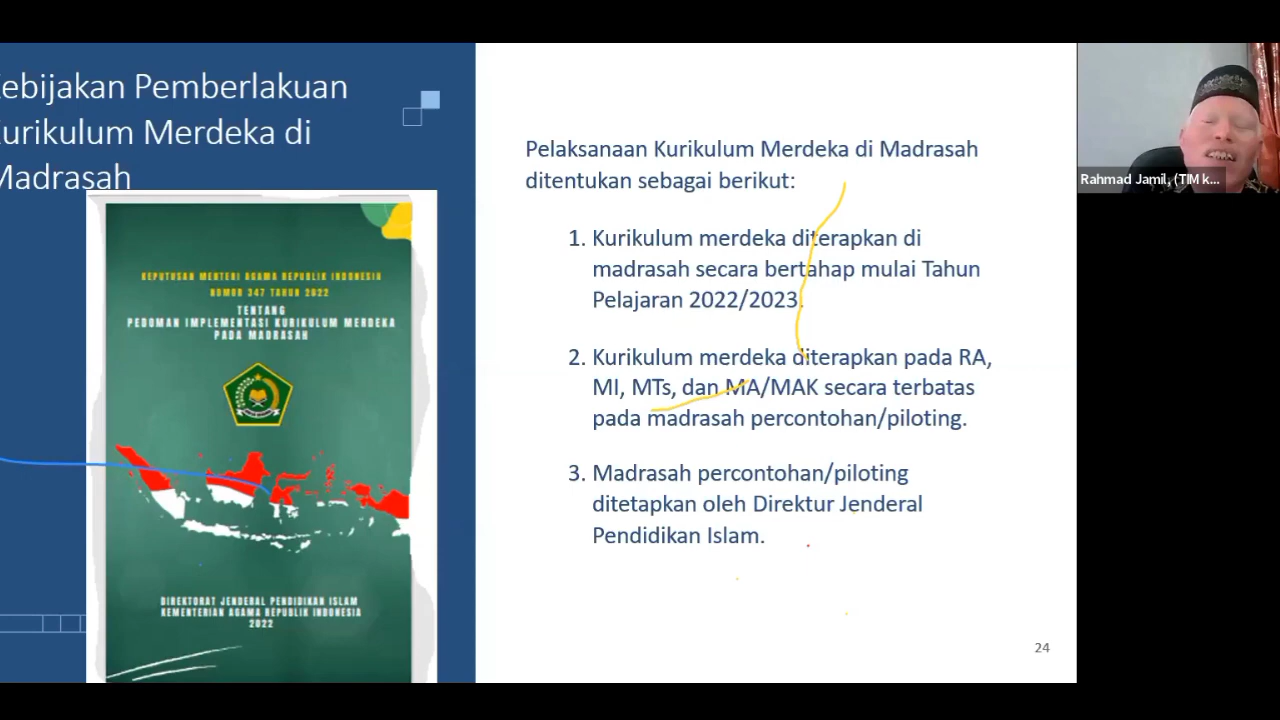 ebijakan Pemberlakuan
urikulum Merdeka di
Madrasah
KEPUTUSAN MENTERI AGAMA REPUBLIK INDONESIA
NOMOR 347 TAHUN 2022
TENTANG
PEDOMAN IMPLEMENTASI KURIKULUM MERDEKA
PADA MADRASAH
DIREKTORAT JENDERAL PENDIDIKAN ISLAM
KEMENTERIAN AGAMA REPUBLIK INDONESIA
2022
Pelaksanaan Kurikulum Merdeka di Madrasah
ditentukan sebagai berikut:
1. Kurikulum merdeka diterapkan di
madrasah secara bertahap mulai Tahun
Pelajaran 2022/2023.
2. Kurikulum merdeka diterapkan pada RA,
MI, MTs, dan MA/MAK secara terbatas
pada madrasah percontohan/piloting.
3. Madrasah percontohan/piloting
ditetapkan oleh Direktur Jenderal
Pendidikan Islam.
24
Rahmad Jamil, (TIM k...